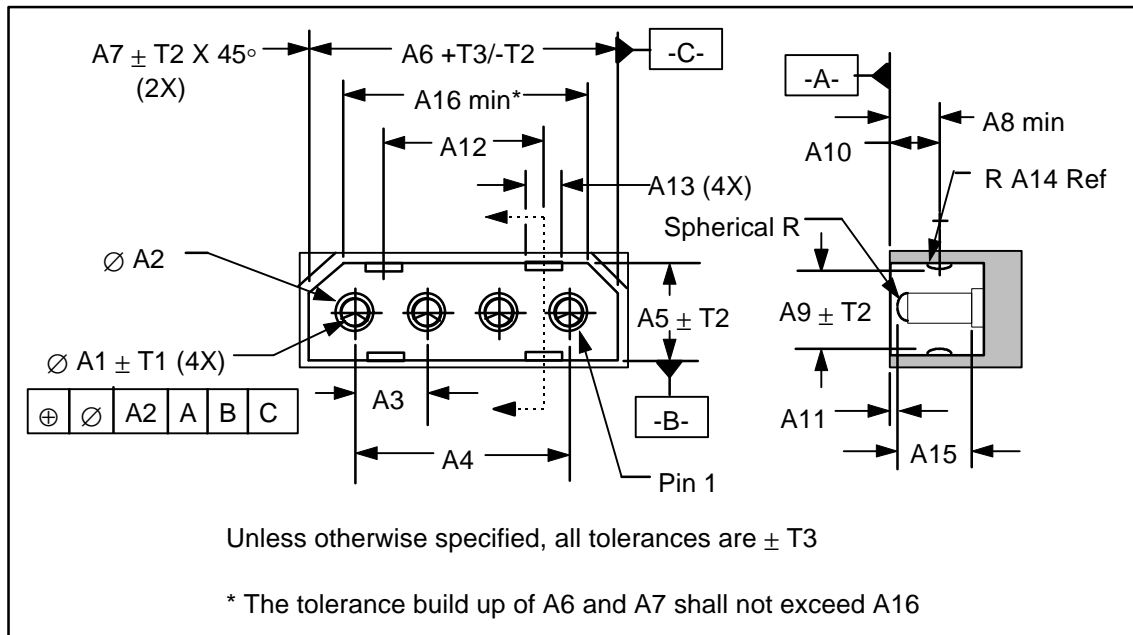 A7 ± T2 X 45°
(2X)
A6 +T3/-T2
-C-
-A-
A16 min*
A8 min
A12
A10
A13 (4X)
R A14 Ref
Spherical R
∅ A2
A5 ± T2
A9 ± T2
∅ A1 ± T1 (4X)
⊕ ∅ A2 A B C
A3
-B-
A11
A4
A15
Pin 1
Unless otherwise specified, all tolerances are ± T3
* The tolerance build up of A6 and A7 shall not exceed A16